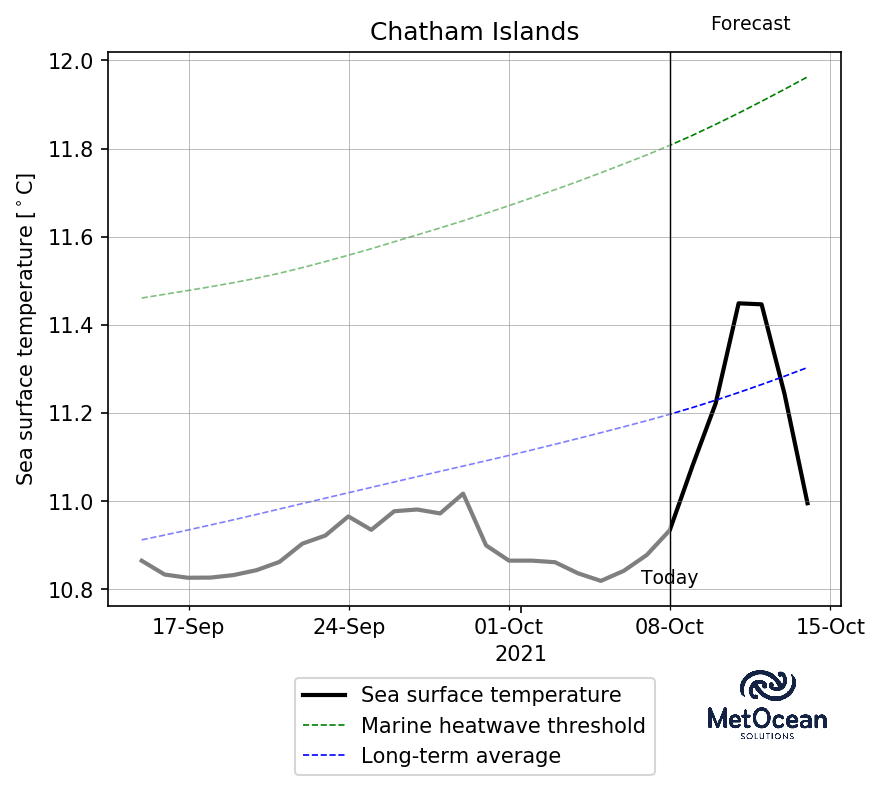 Forecast
Chatham Islands
Sea surface temperature [°C]
12.0
11.8
11.6
11.4
11.2
11.0
10.8
Today
17-Sep 24-Sep 01-Oct 08-Oct 15-Oct
2021
Sea surface temperature
Marine heatwave threshold
Long-term average
MetOcean
SOLUTIONS